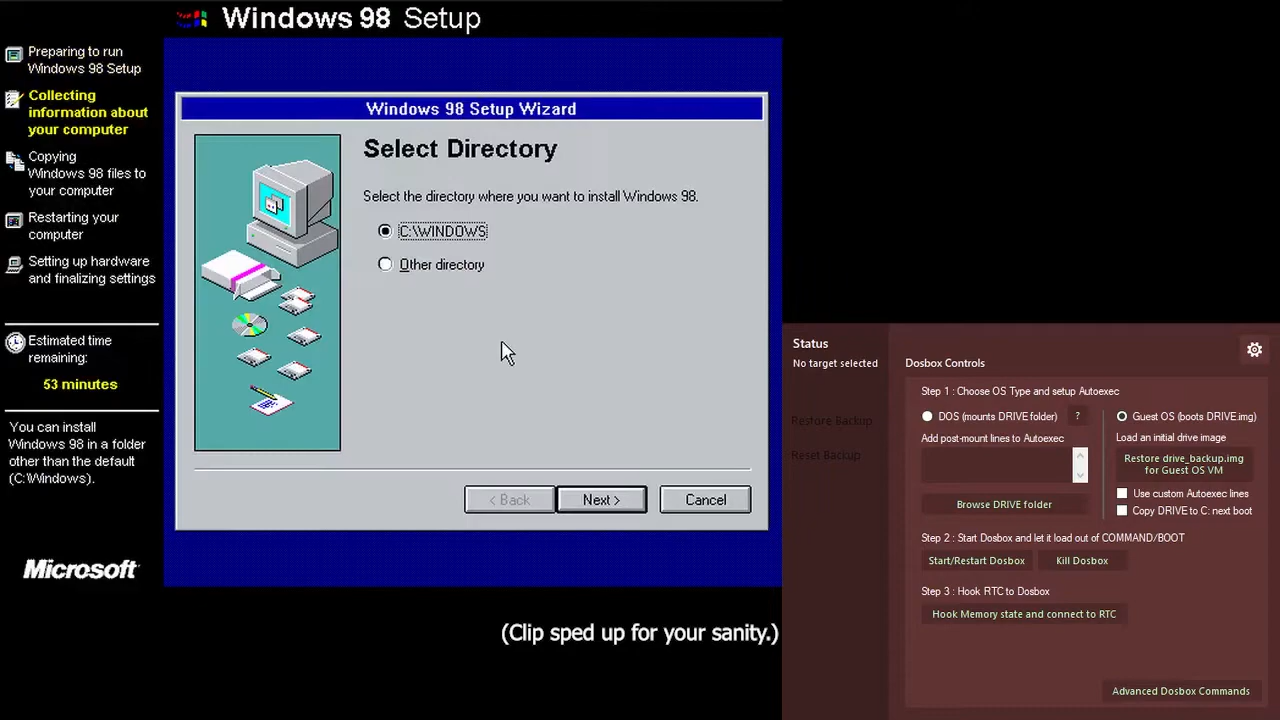 Windows 98 Setup
Preparing to run
Windows 98 Setup
Collecting
information about
your computer
Copying
Windows 98 files to
your computer
Restarting your
computer
Setting up hardware
and finalizing settings
Estimated time
remaining:
53 minutes
You can install
Windows 98 in a folder
other than the default
(C:\Windows).
Microsoft
Windows 98 Setup Wizard
Select Directory
Select the directory where you want to install Windows 98.
C:\WINDOWS
Other directory
< Back
Next >
Cancel
(Clip sped up for your sanity.)
Status
No target selected
Restore Backup
Reset Backup
Dosbox Controls
Step 1 : Choose OS Type and setup Autoexec
DOS (mounts DRIVE folder)
?
Add post-mount lines to Autoexec
Browse DRIVE folder
Guest OS (boots DRIVE.img)
Load an initial drive image
Restore drive_backup.img
for Guest OS VM
Use custom Autoexec lines
Copy DRIVE to C: next boot
Step 2 : Start Dosbox and let it load out of COMMAND/BOOT
Start/Restart Dosbox
Kill Dosbox
Step 3 : Hook RTC to Dosbox
Hook Memory state and connect to RTC
Advanced Dosbox Commands